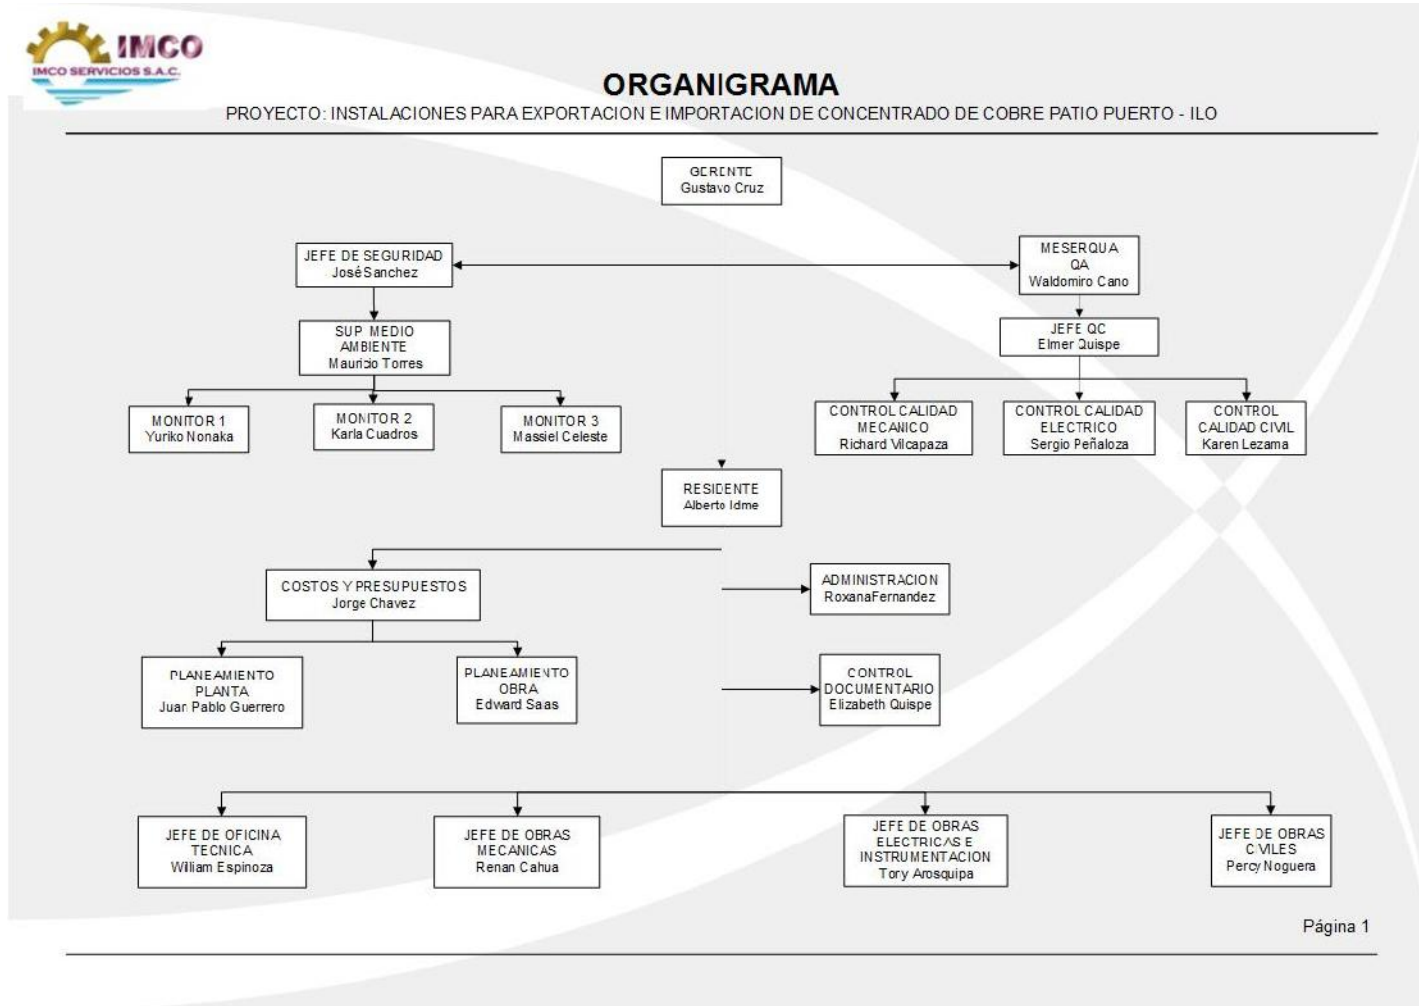 IMCO
IMCO SERVICIOS S.A.C.
ORGANIGRAMA
PROYECTO: INSTALACIONES PARA EXPORTACION E IMPORTACION DE CONCENTRADO DE COBRE PATIO PUERTO - ILO
GERENTE
Gustavo Cruz
JEFE DE SEGURIDAD
José Sanchez
MESERQUA
QA
Waldomiro Cano
SUP. MEDIO
AMBIENTE
Mauricio Torres
JEFE QC
Elmer Quispe
MONITOR 1
Yuriko Nonaka
MONITOR 2
Karla Cuadros
MONITOR 3
Massiel Celeste
CONTROL CALIDAD
MECANICO
Richard Vilcapaza
CONTROL CALIDAD
ELECTRICO
Sergio Peñaloza
CONTROL
CALIDAD CIVIL
Karen Lezama
RESIDENTE
Alberto Idme
COSTOS Y PRESUPUESTOS
Jorge Chavez
ADMINISTRACION
Roxana Fernandez
PLANEAMIENTO
PLANTA
Juan Pablo Guerrero
PLANEAMIENTO
OBRA
Edward Saas
CONTROL
DOCUMENTARIO
Elizabeth Quispe
JEFE DE OFICINA
TECNICA
William Espinoza
JEFE DE OBRAS
MECANICAS
Renan Cahua
JEFE DE OBRAS
ELECTRICAS E
INSTRUMENTACION
Tory Arosquipa
JEFE DE OBRAS
CIVILES
Percy Noguera
Página 1